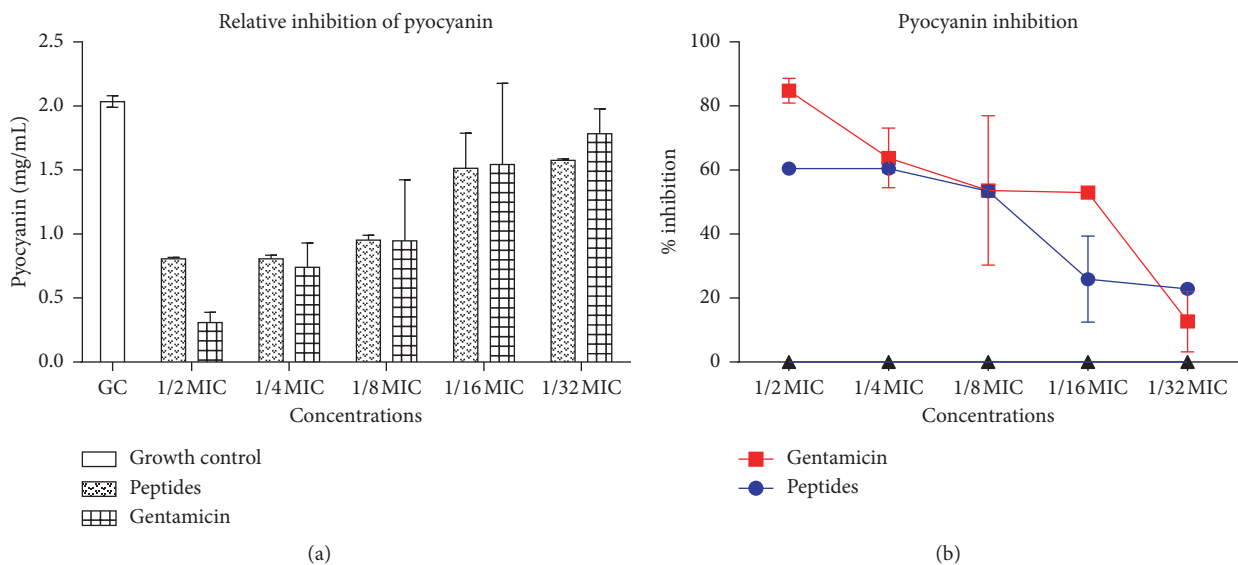 Relative inhibition of pyocyanin
2.5
2.0
1.5
1.0
0.5
0.0
Pyocyanin (mg/mL)
GC 1/2 MIC 1/4 MIC 1/8 MIC 1/16 MIC 1/32 MIC
Concentrations
Growth control
Peptides
Gentamicin
(a)
Pyocyanin inhibition
100
80
60
40
20
0
% inhibition
1/2 MIC 1/4 MIC 1/8 MIC 1/16 MIC 1/32 MIC
Concentrations
Gentamicin
Peptides
(b)